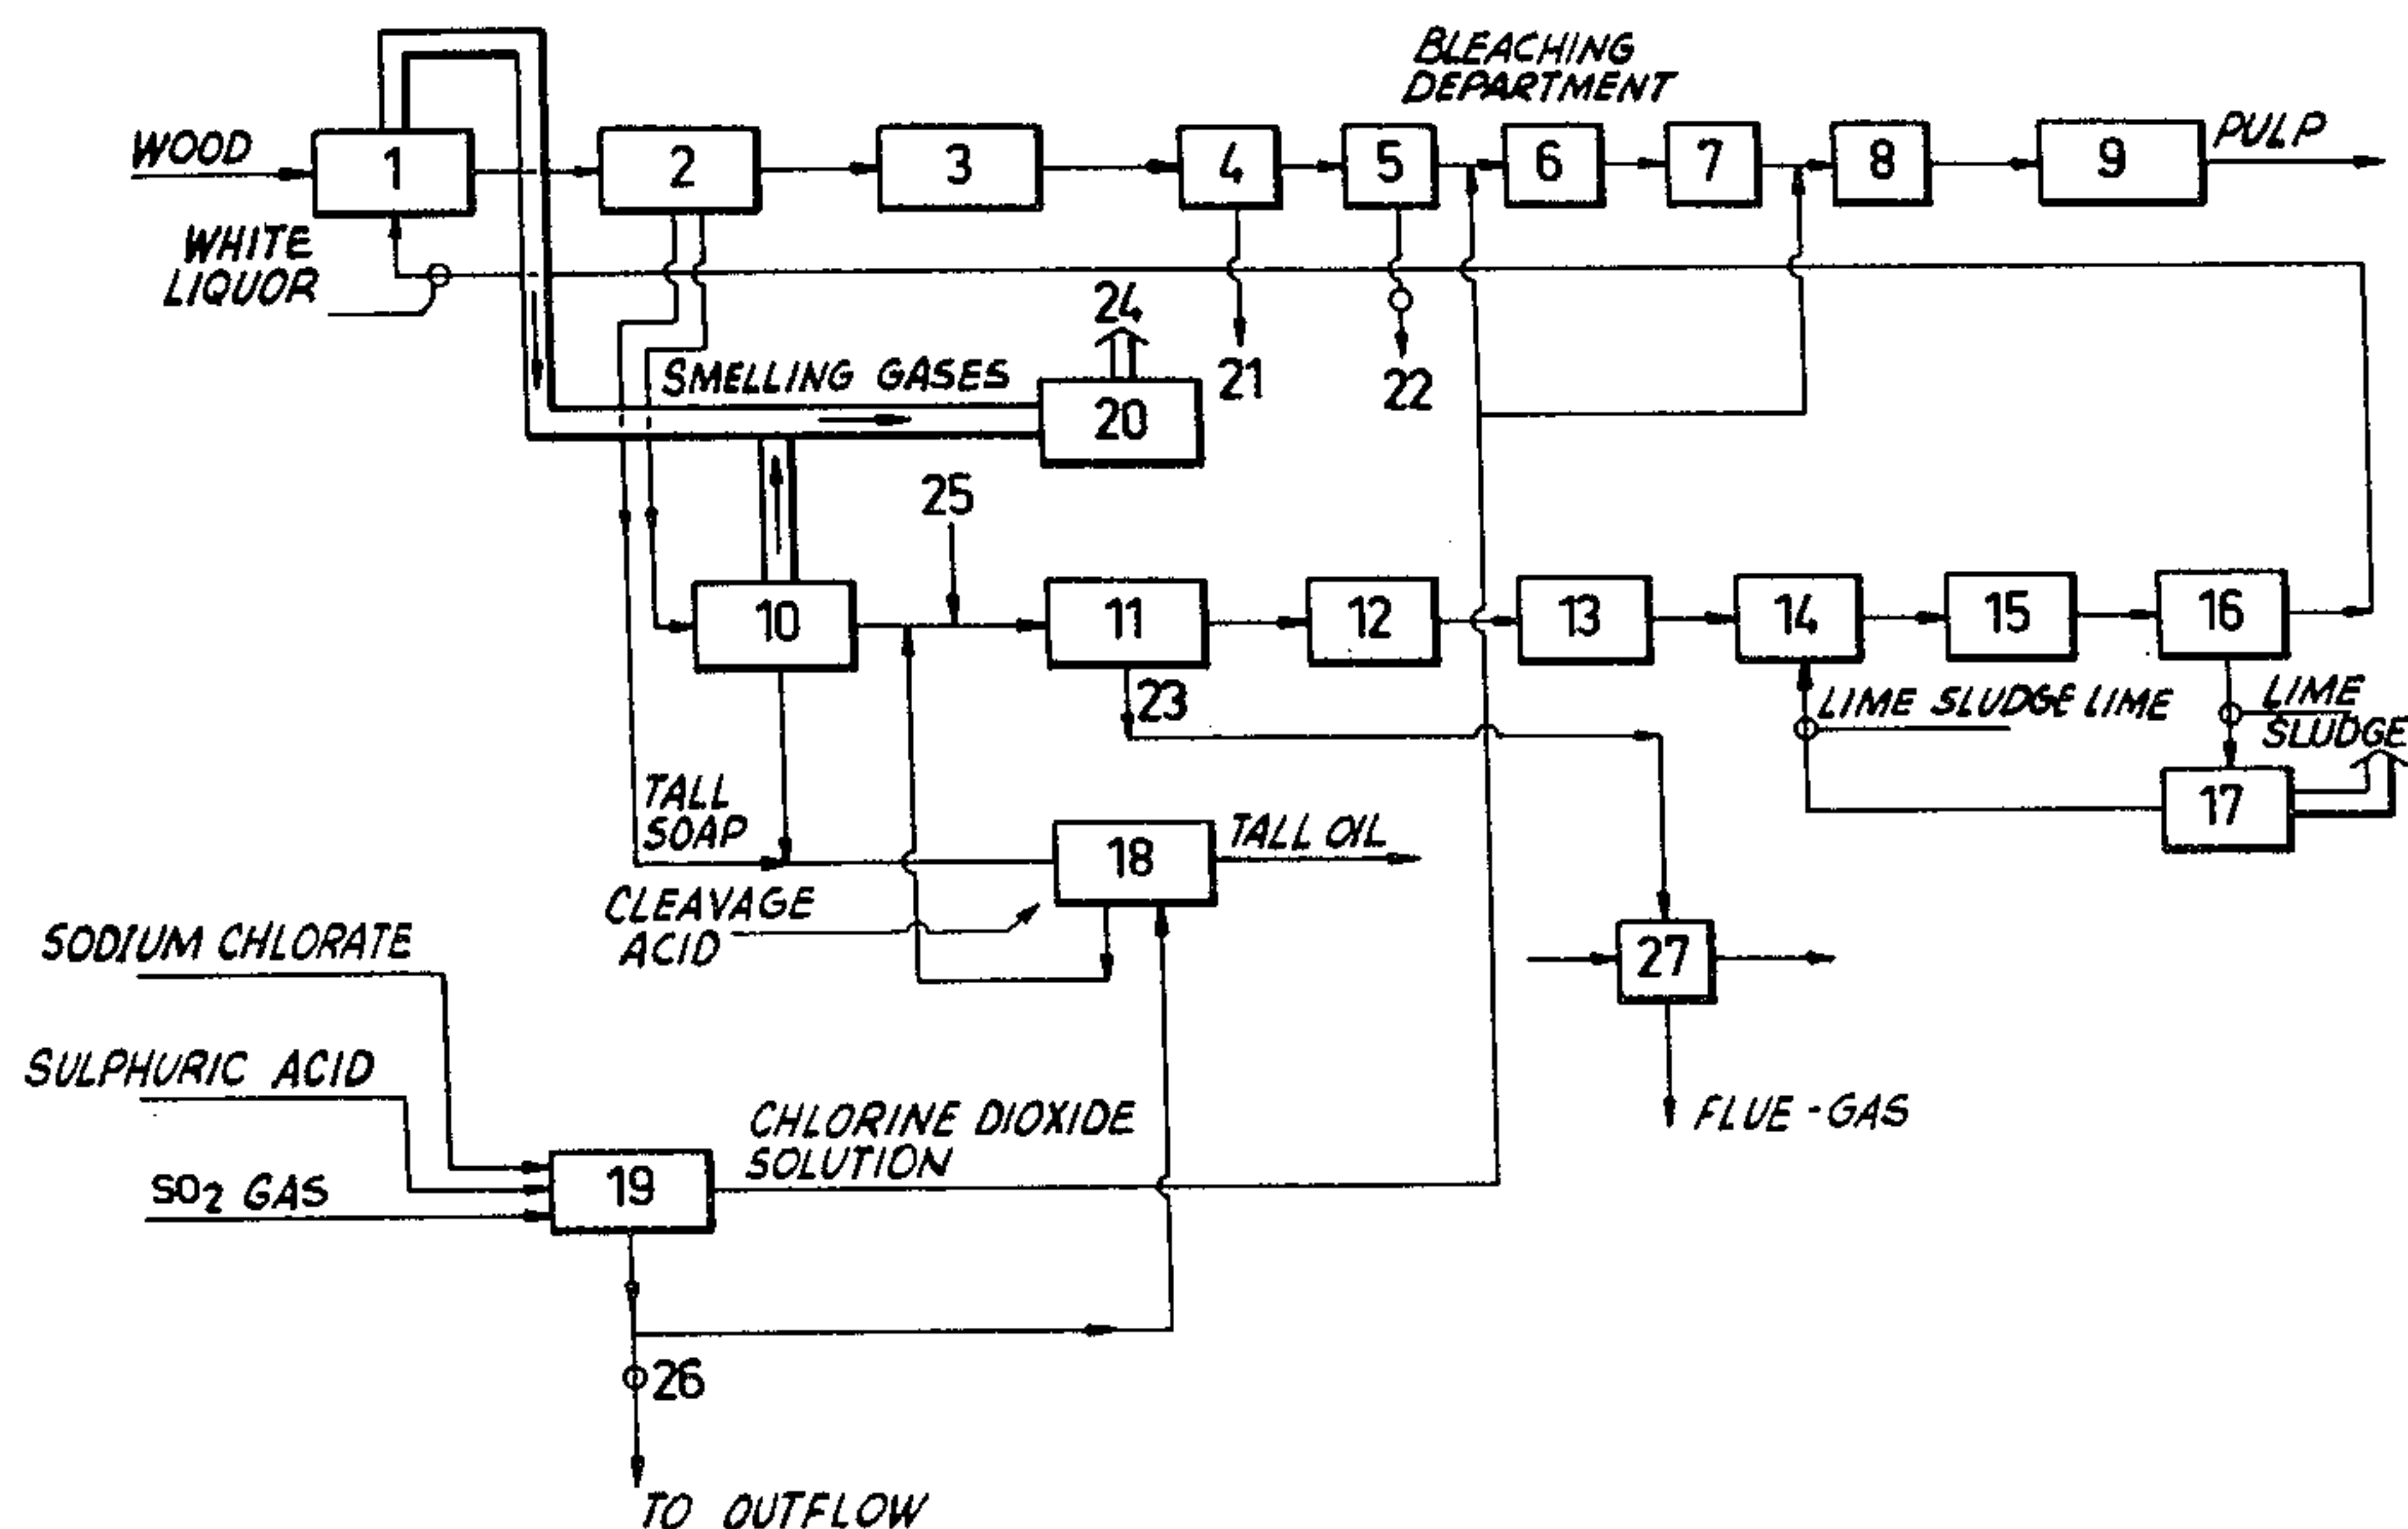 BLEACHING
DEPARTMENT
WOOD
1
2
3
4
5
6
7
8
9
PULP
WHITE
LIQUOR
24
SMELLING GASES
20
21
22
25
10
11
12
13
14
15
16
23
LIME SLUDGE LIME
LIME
SLUDGE
17
TALL
SOAP
18
TALL OIL
CLEAVAGE
ACID
27
SODIUM CHLORATE
SULPHURIC ACID
SO2 GAS
19
CHLORINE DIOXIDE
SOLUTION
FLUE-GAS
26
TO OUTFLOW